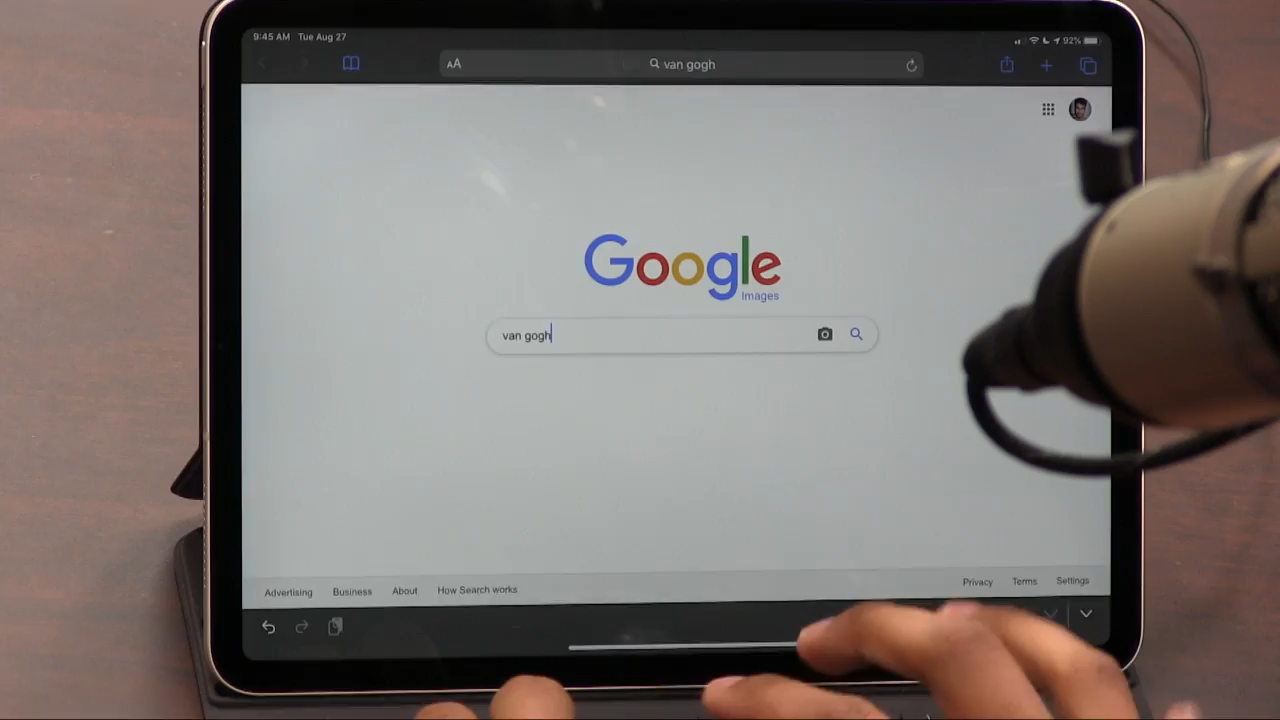 9:45 AM Tue Aug 27
92%
AA
van gogh
Google
Images
van gogh
Advertising Business About How Search works
Privacy Terms Settings